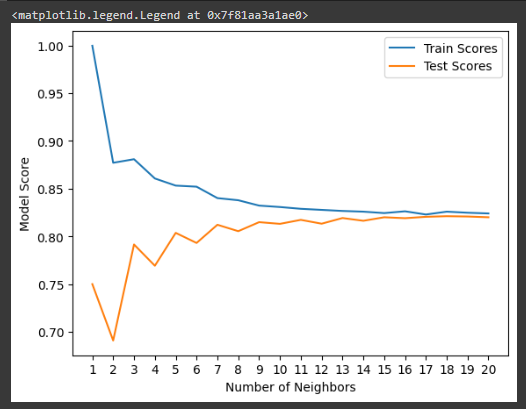 <matplotlib.legend.Legend at 0x7f81aa3a1ae0>
Train Scores
Test Scores
1.00
0.95
0.90
0.85
0.80
0.75
0.70
Model Score
1 2 3 4 5 6 7 8 9 10 11 12 13 14 15 16 17 18 19 20
Number of Neighbors